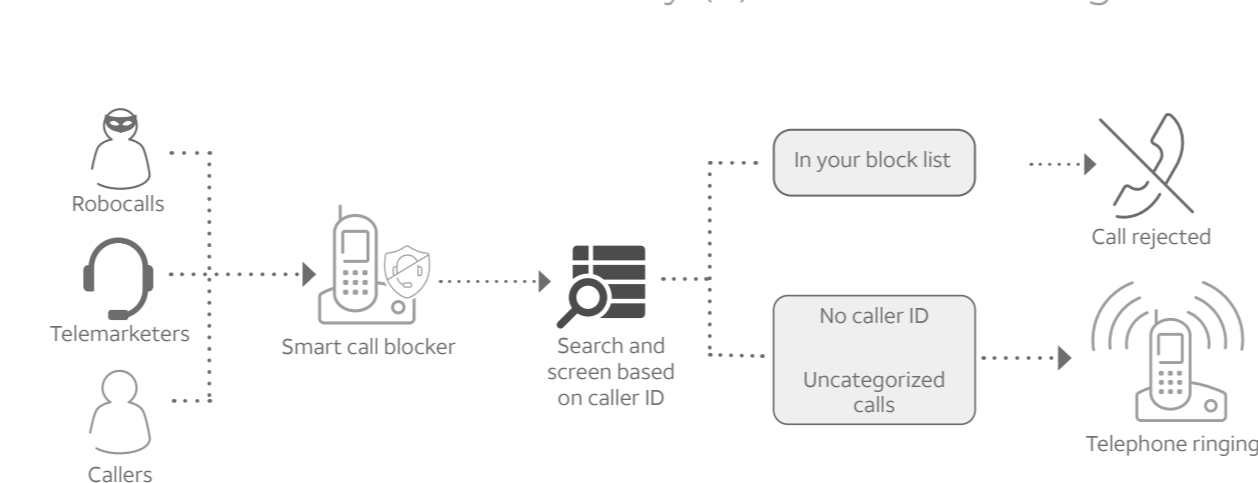 Robocalls
Telemarketers
Callers
Smart call blocker
Search and
screen based
on caller ID
In your block list
No caller ID
Uncategorized
calls
Call rejected
Telephone ringing